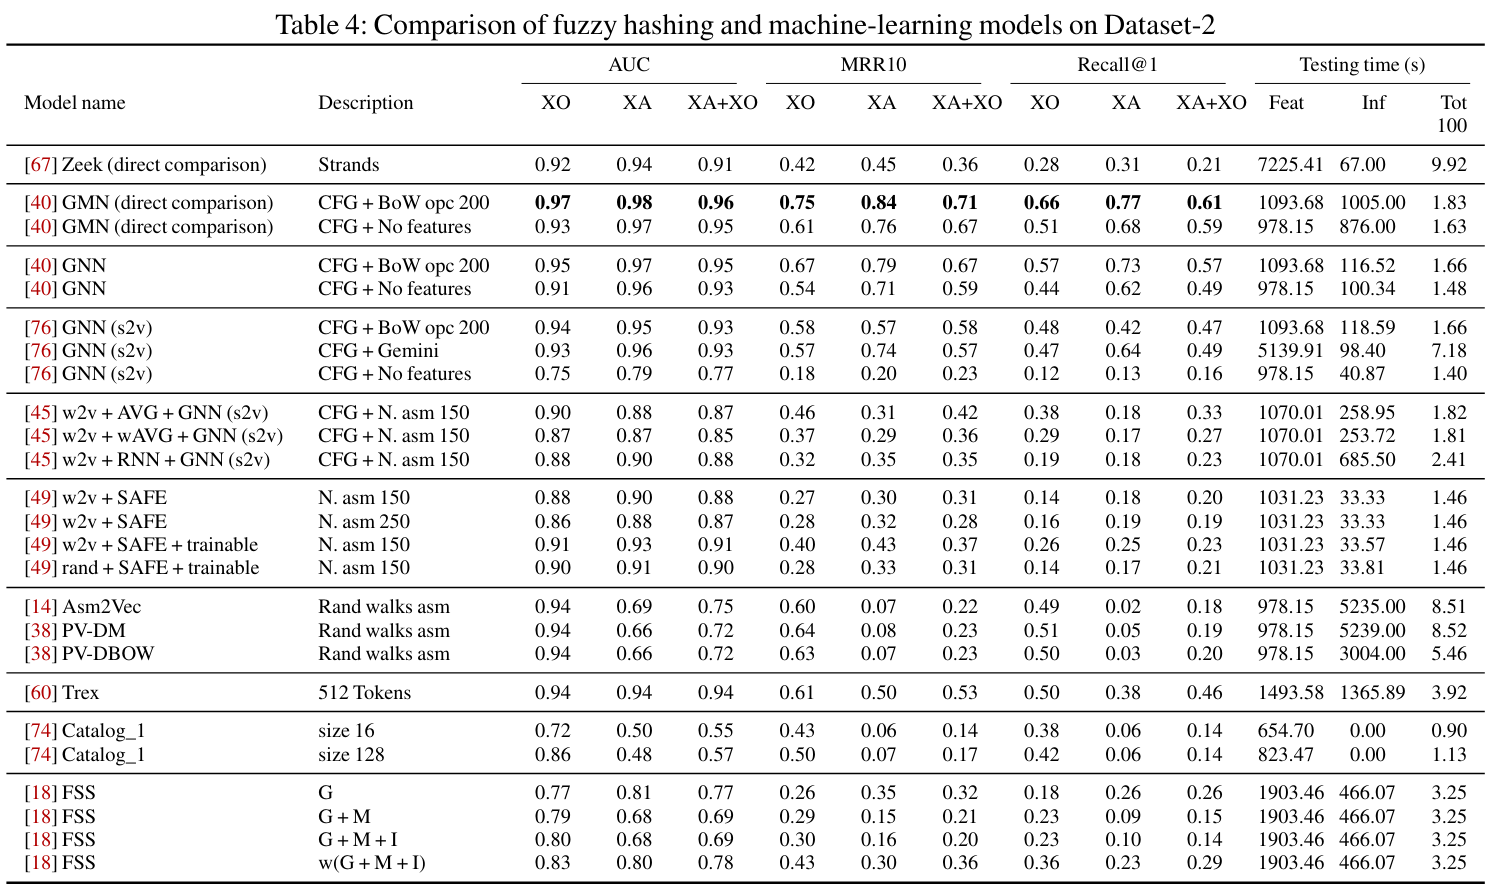 Table 4: Comparison of fuzzy hashing and machine-learning models on Dataset-2
AUC MRR10 Recall@1 Testing time (s)
Model name Description XO XA XA+XO XO XA XA+XO XO XA XA+XO Feat Inf Tot
100
[67] Zeek (direct comparison) Strands 0.92 0.94 0.91 0.42 0.45 0.36 0.28 0.31 0.21 7225.41 67.00 9.92
[40] GMN (direct comparison) CFG + BoW opc 200 0.97 0.98 0.96 0.75 0.84 0.71 0.66 0.77 0.61 1093.68 1005.00 1.83
[40] GMN (direct comparison) CFG + No features 0.93 0.97 0.95 0.61 0.76 0.67 0.51 0.68 0.59 978.15 876.00 1.63
[40] GNN CFG + BoW opc 200 0.95 0.97 0.95 0.67 0.79 0.67 0.57 0.73 0.57 1093.68 116.52 1.66
[40] GNN CFG + No features 0.91 0.96 0.93 0.54 0.71 0.59 0.44 0.62 0.49 978.15 100.34 1.48
[76] GNN (s2v) CFG + BoW opc 200 0.94 0.95 0.93 0.58 0.57 0.58 0.48 0.42 0.47 1093.68 118.59 1.66
[76] GNN (s2v) CFG + Gemini 0.93 0.96 0.93 0.57 0.74 0.57 0.47 0.64 0.49 5139.91 98.40 7.18
[76] GNN (s2v) CFG + No features 0.75 0.79 0.77 0.18 0.20 0.23 0.12 0.13 0.16 978.15 40.87 1.40
[45] w2v + AVG + GNN (s2v) CFG + N. asm 150 0.90 0.88 0.87 0.46 0.31 0.42 0.38 0.18 0.33 1070.01 258.95 1.82
[45] w2v + wAVG + GNN (s2v) CFG + N. asm 150 0.87 0.87 0.85 0.37 0.29 0.36 0.29 0.17 0.27 1070.01 253.72 1.81
[45] w2v + RNN + GNN (s2v) CFG + N. asm 150 0.88 0.90 0.88 0.32 0.35 0.35 0.19 0.18 0.23 1070.01 685.50 2.41
[49] w2v + SAFE N. asm 150 0.88 0.90 0.88 0.27 0.30 0.31 0.14 0.18 0.20 1031.23 33.33 1.46
[49] w2v + SAFE N. asm 250 0.86 0.88 0.87 0.28 0.32 0.28 0.16 0.19 0.19 1031.23 33.33 1.46
[49] w2v + SAFE + trainable N. asm 150 0.91 0.93 0.91 0.40 0.43 0.37 0.26 0.25 0.23 1031.23 33.57 1.46
[49] rand + SAFE + trainable N. asm 150 0.90 0.91 0.90 0.28 0.33 0.31 0.14 0.17 0.21 1031.23 33.81 1.46
[14] Asm2Vec Rand walks asm 0.94 0.69 0.75 0.60 0.07 0.22 0.49 0.02 0.18 978.15 5235.00 8.51
[38] PV-DM Rand walks asm 0.94 0.66 0.72 0.64 0.08 0.23 0.51 0.05 0.19 978.15 5239.00 8.52
[38] PV-DBOW Rand walks asm 0.94 0.66 0.72 0.63 0.07 0.23 0.50 0.03 0.20 978.15 3004.00 5.46
[60] Trex 512 Tokens 0.94 0.94 0.94 0.61 0.50 0.53 0.50 0.38 0.46 1493.58 1365.89 3.92
[74] Catalog_1 size 16 0.72 0.50 0.55 0.43 0.06 0.14 0.38 0.06 0.14 654.70 0.00 0.90
[74] Catalog_1 size 128 0.86 0.48 0.57 0.50 0.07 0.17 0.42 0.06 0.14 823.47 0.00 1.13
[18] FSS G 0.77 0.81 0.77 0.26 0.35 0.32 0.18 0.26 0.26 1903.46 466.07 3.25
[18] FSS G + M 0.79 0.68 0.69 0.29 0.15 0.21 0.23 0.09 0.15 1903.46 466.07 3.25
[18] FSS G + M + I 0.80 0.68 0.69 0.30 0.16 0.20 0.23 0.10 0.14 1903.46 466.07 3.25
[18] FSS w(G + M + I) 0.83 0.80 0.78 0.43 0.30 0.36 0.36 0.23 0.29 1903.46 466.07 3.25